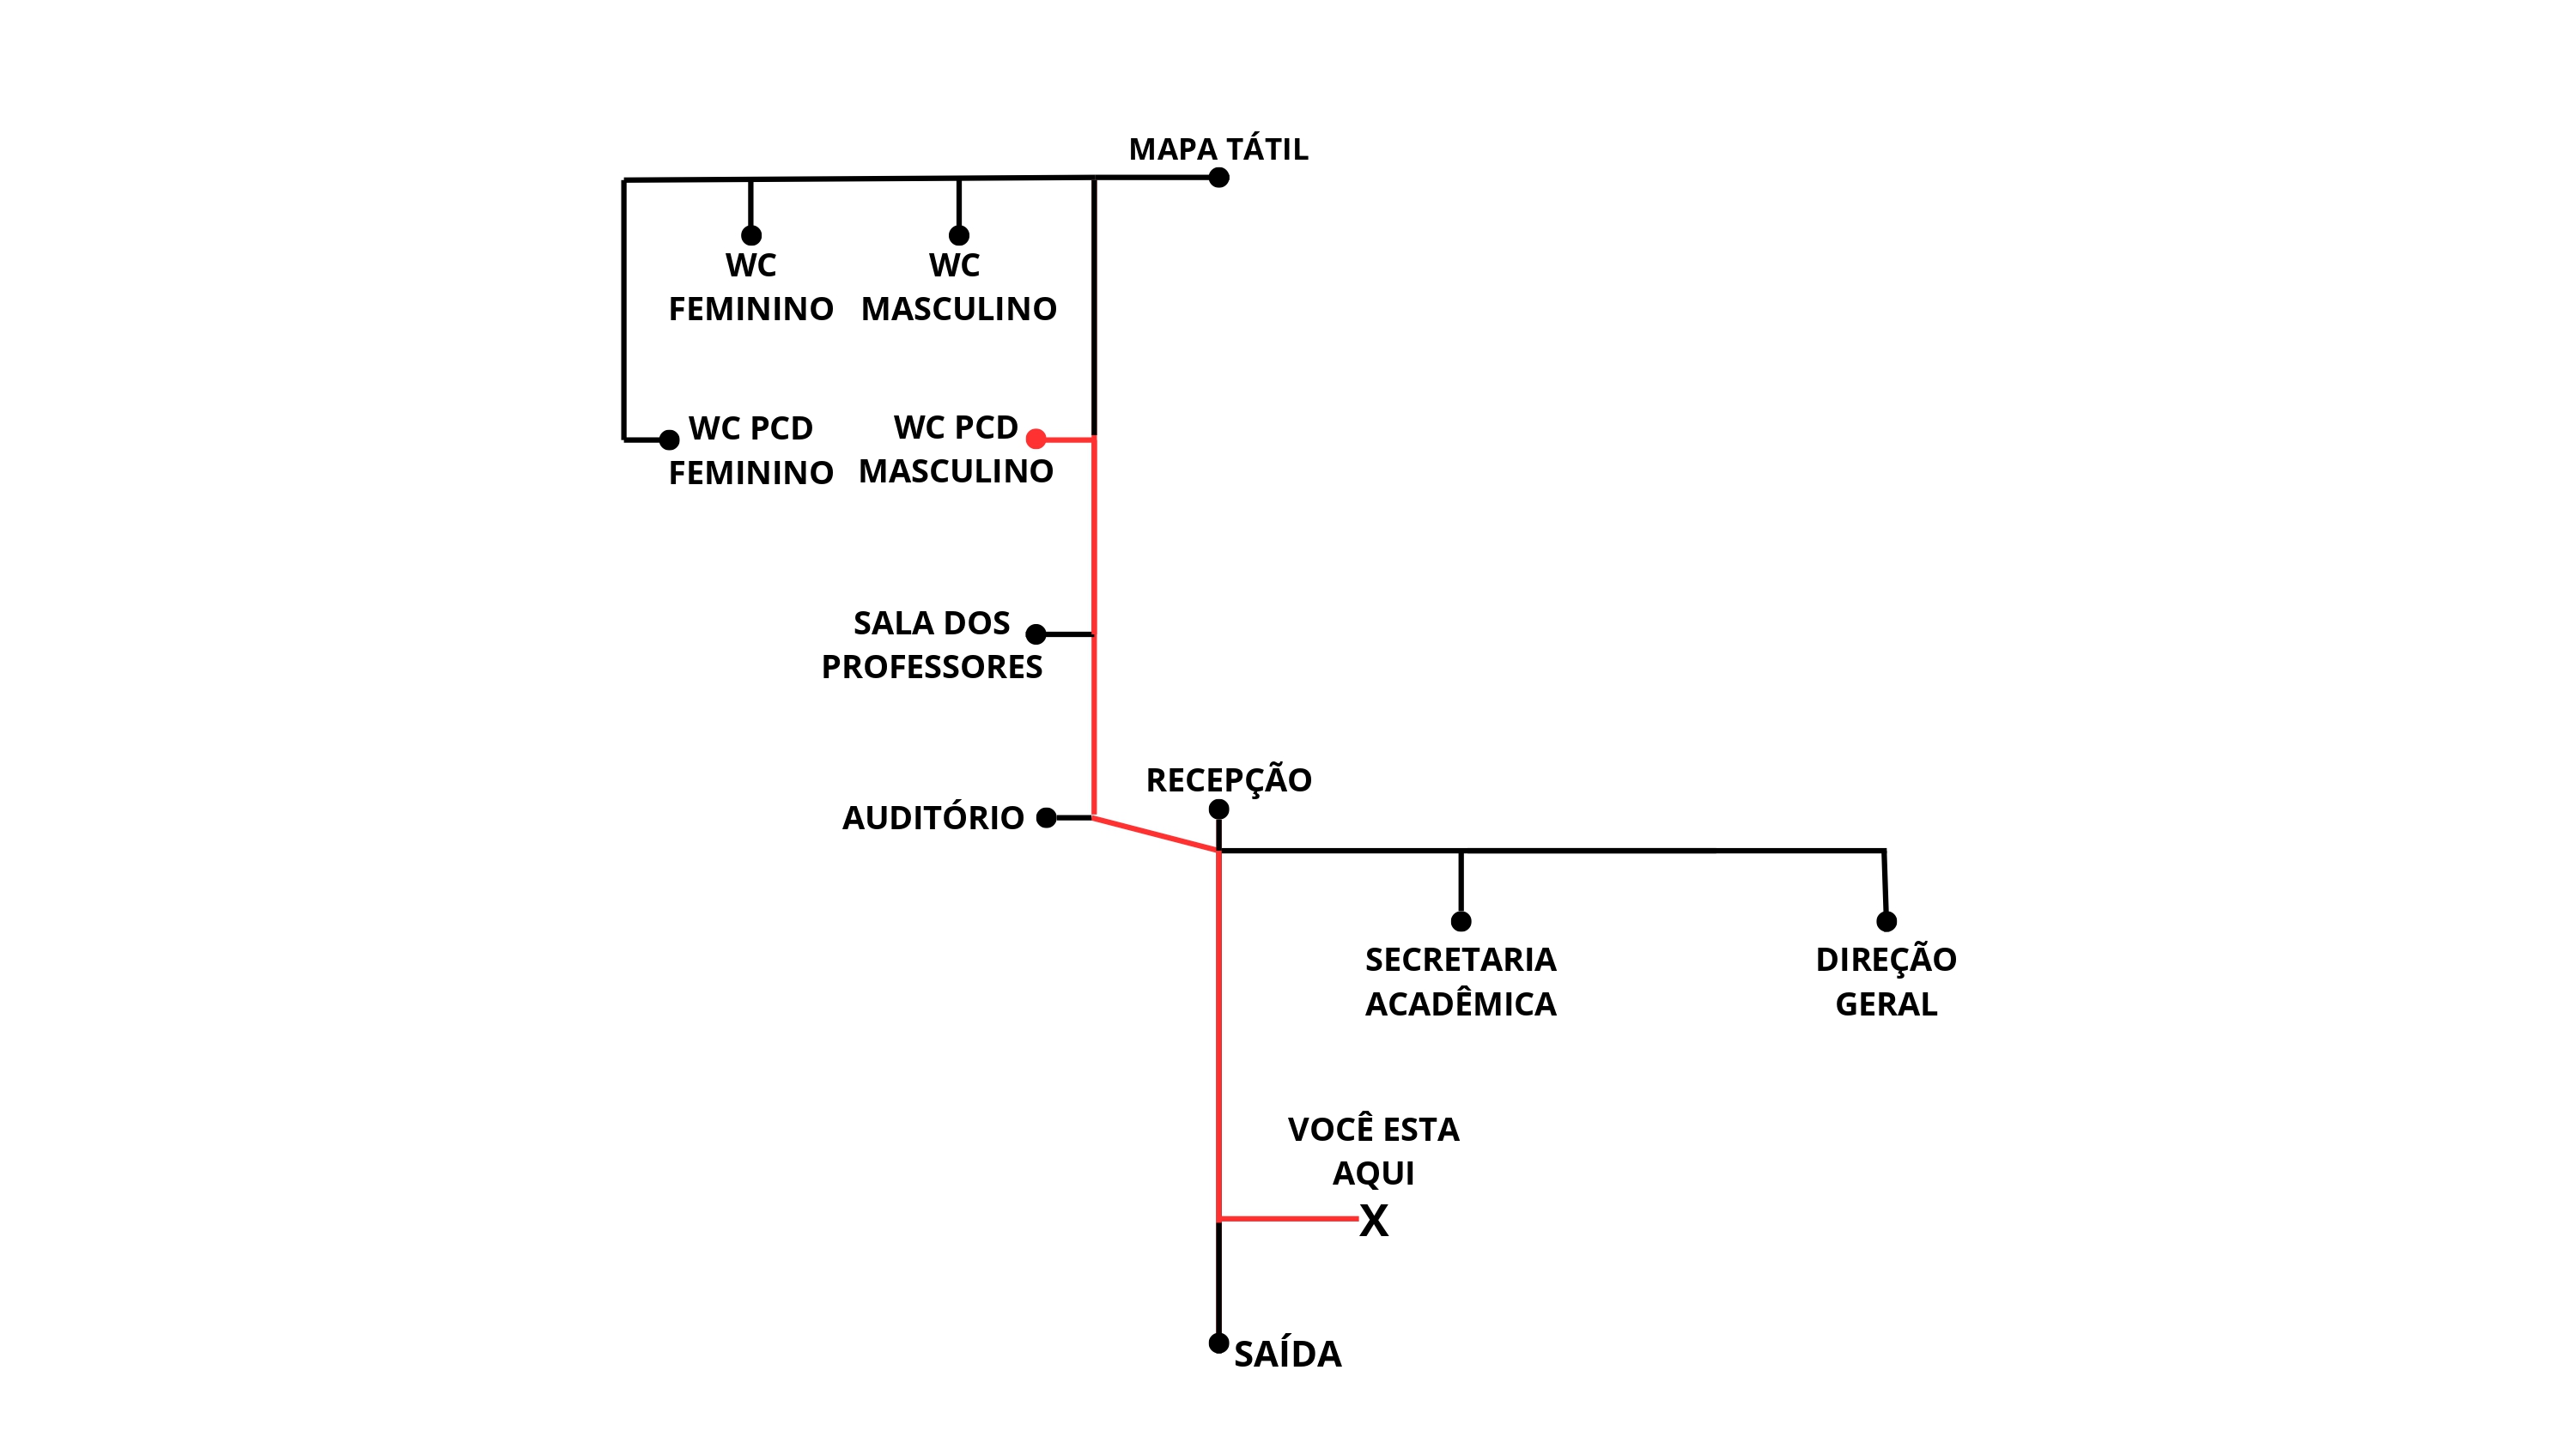 MAPA TÁTIL
WC
FEMININO
WC
MASCULINO
WC PCD
FEMININO
WC PCD
MASCULINO
SALA DOS
PROFESSORES
RECEPÇÃO
AUDITÓRIO
SECRETARIA
ACADÊMICA
DIREÇÃO
GERAL
VOCÊ ESTA
AQUI
X
SAÍDA